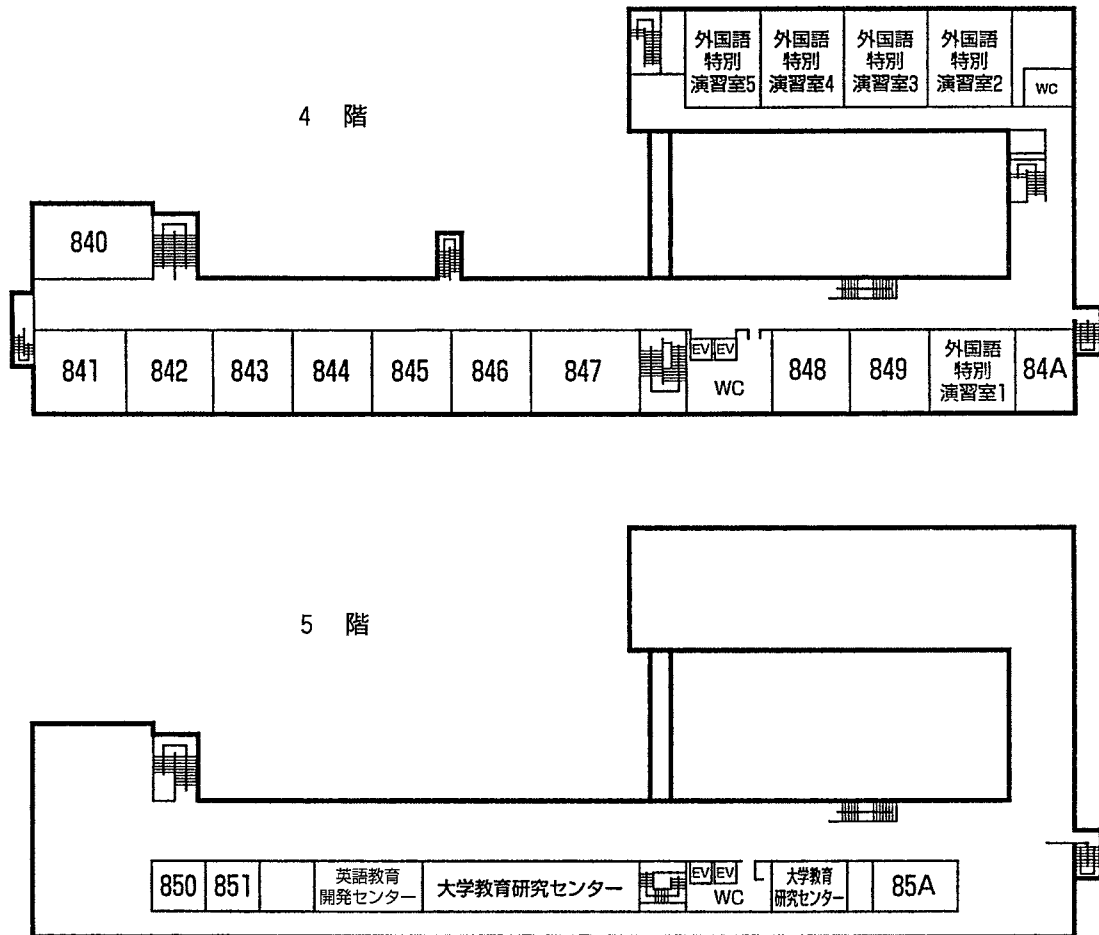 4 階
外国語
特別
演習室5
外国語
特別
演習室4
外国語
特別
演習室3
外国語
特別
演習室2
WC
840
841
842
843
844
845
846
847
EV EV
WC
848
849
外国語
特別
演習室1
84A
5 階
850
851
英語教育
開発センター
大学教育研究センター
EV EV
WC
大学教育
研究センター
85A